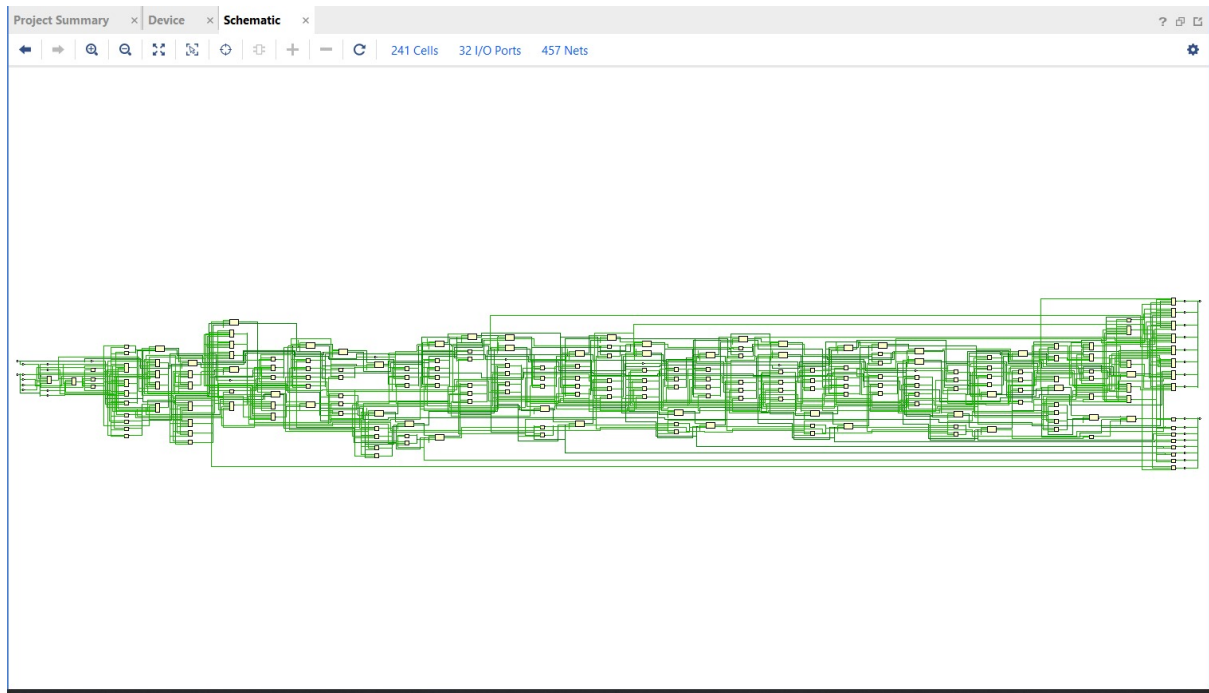 Project Summary × Device × Schematic ×
241 Cells 32 I/O Ports 457 Nets